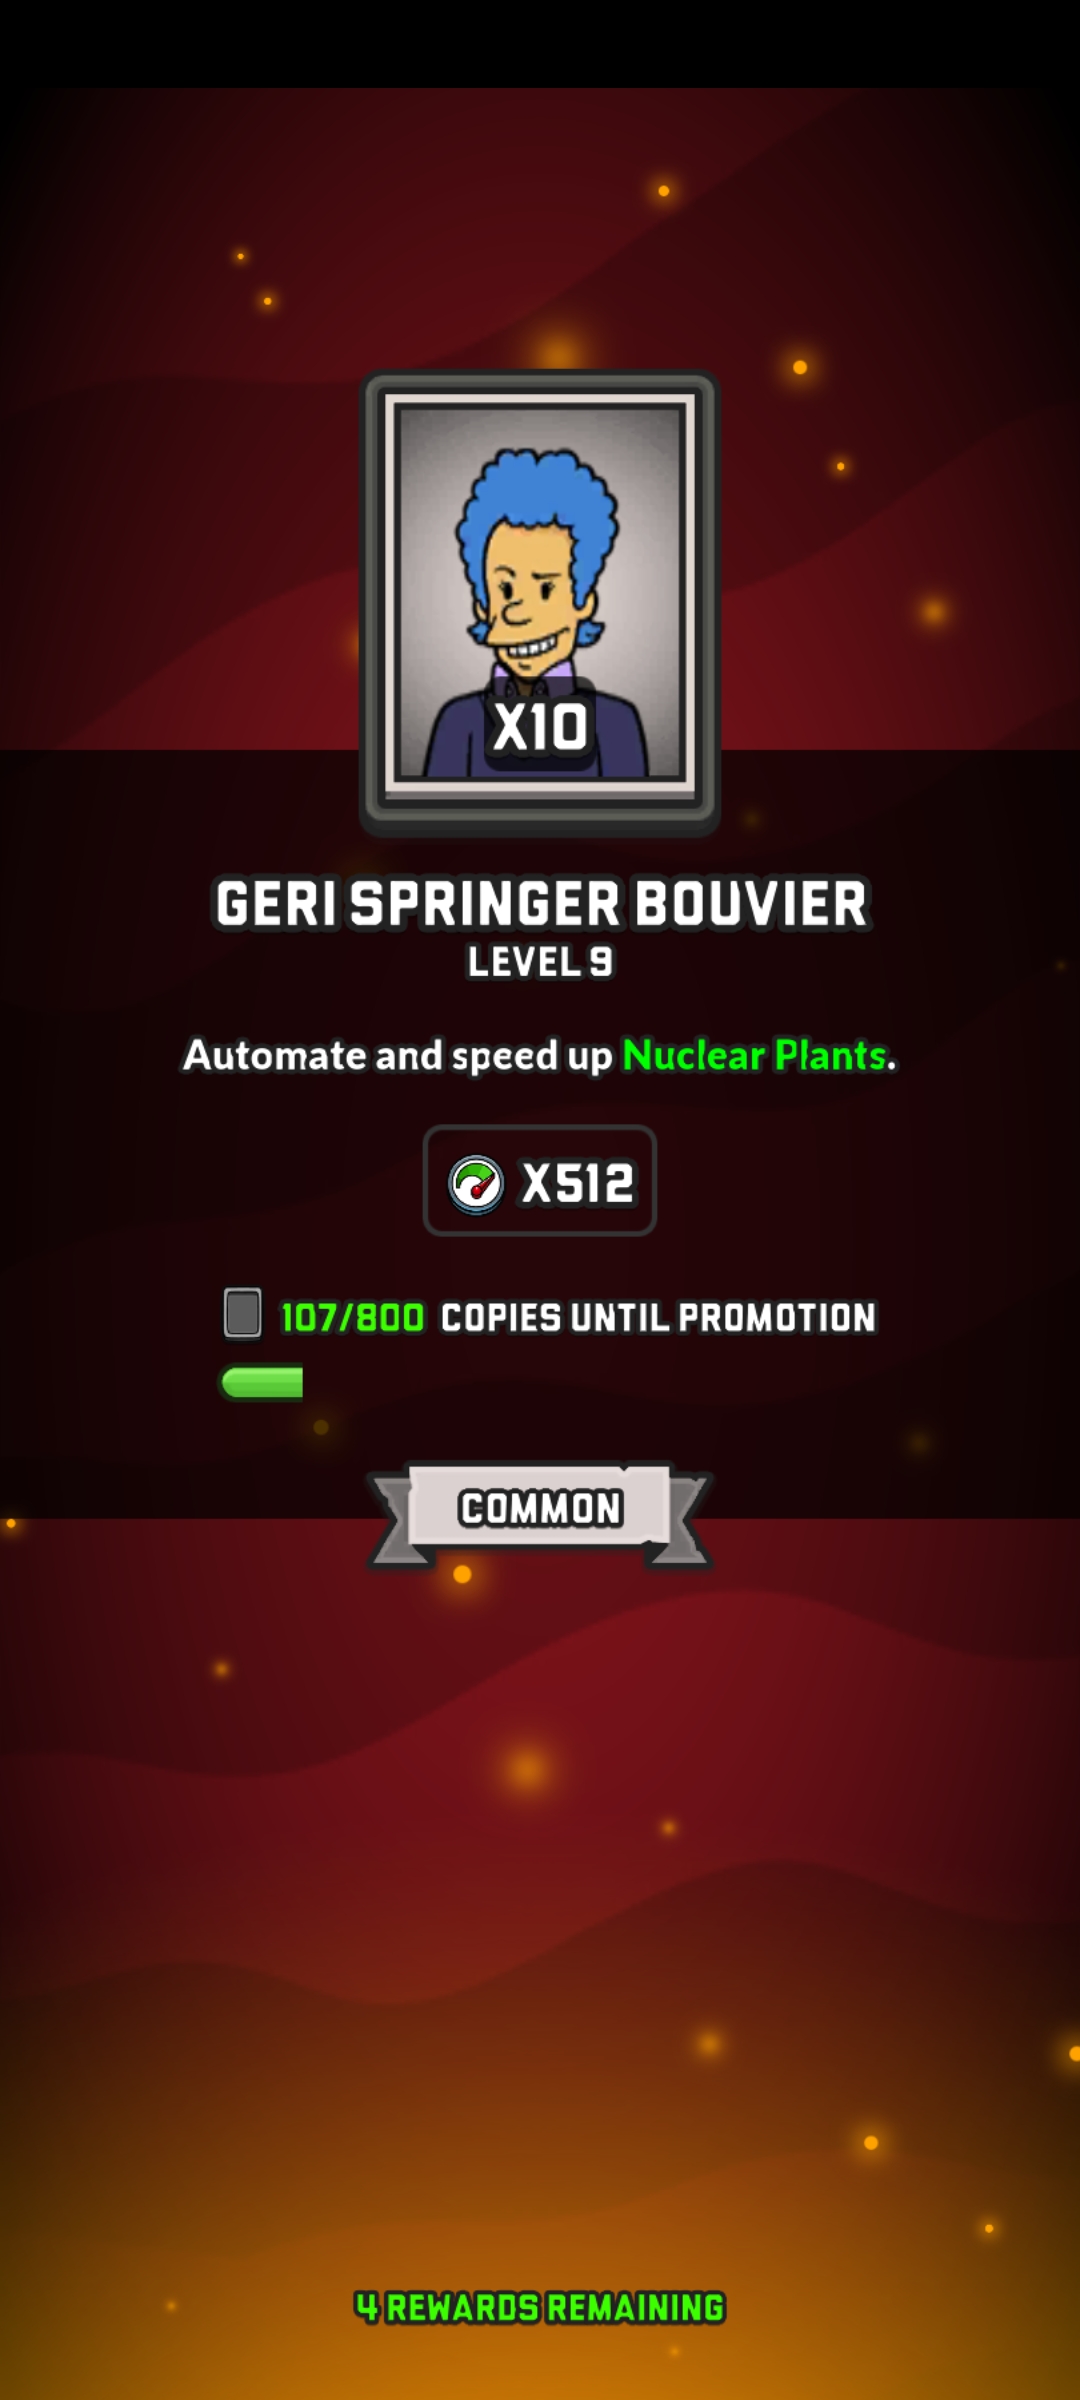 X10
GERI SPRINGER BOUVIER
LEVEL 9
Automate and speed up Nuclear Plants.
X512
107/800 COPIES UNTIL PROMOTION
COMMON
4 REWARDS REMAINING